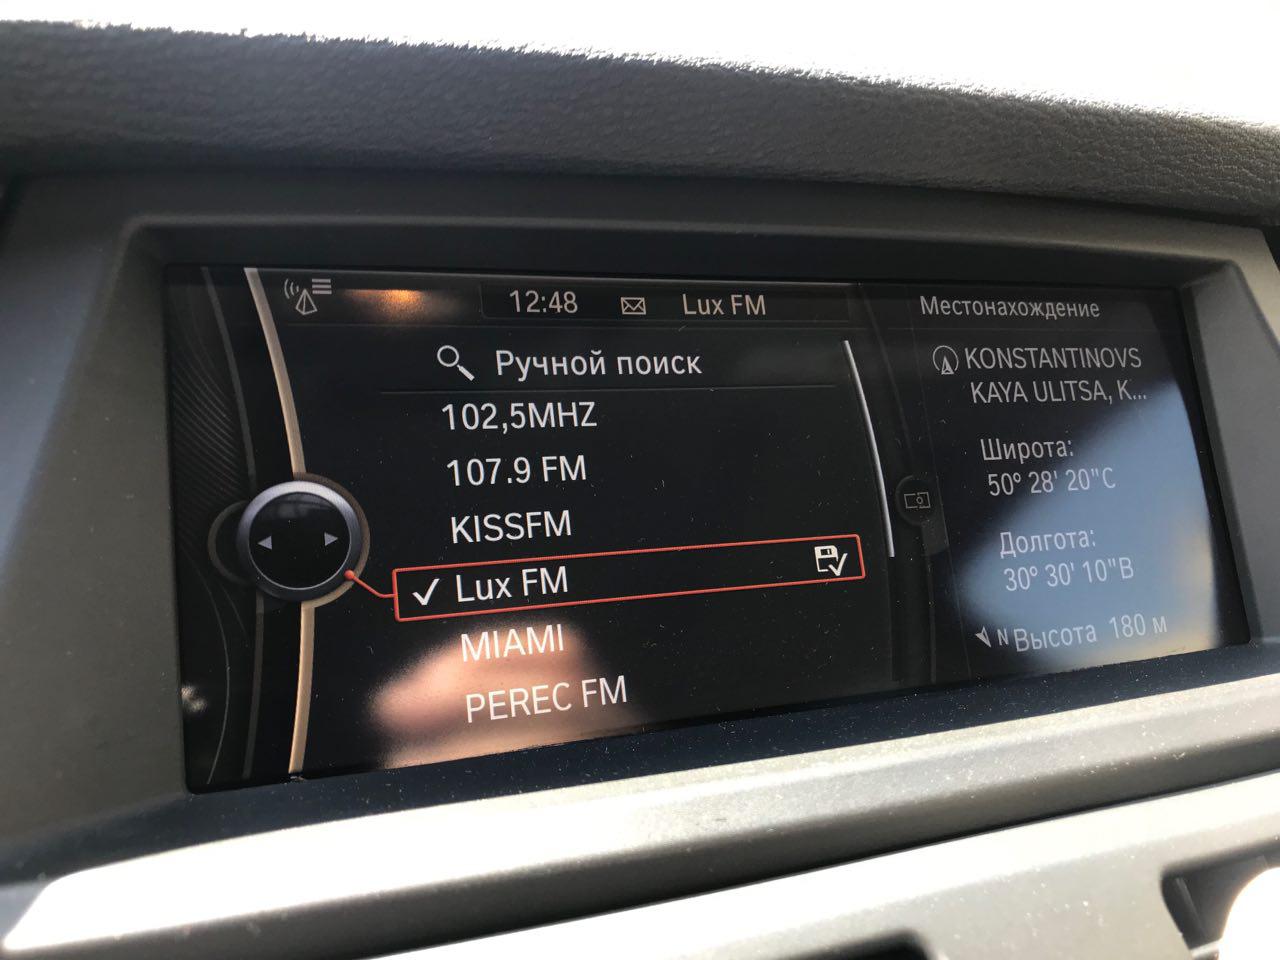 12:48 Lux FM
Ручной поиск
102,5MHZ
107.9 FM
KISSFM
Lux FM
MIAMI
PEREC FM
Местонахождение
KONSTANTINOVS
KAYA ULITSA, K...
Широта:
50° 28' 20"С
Долгота:
30° 30' 10"В
N Высота 180 м